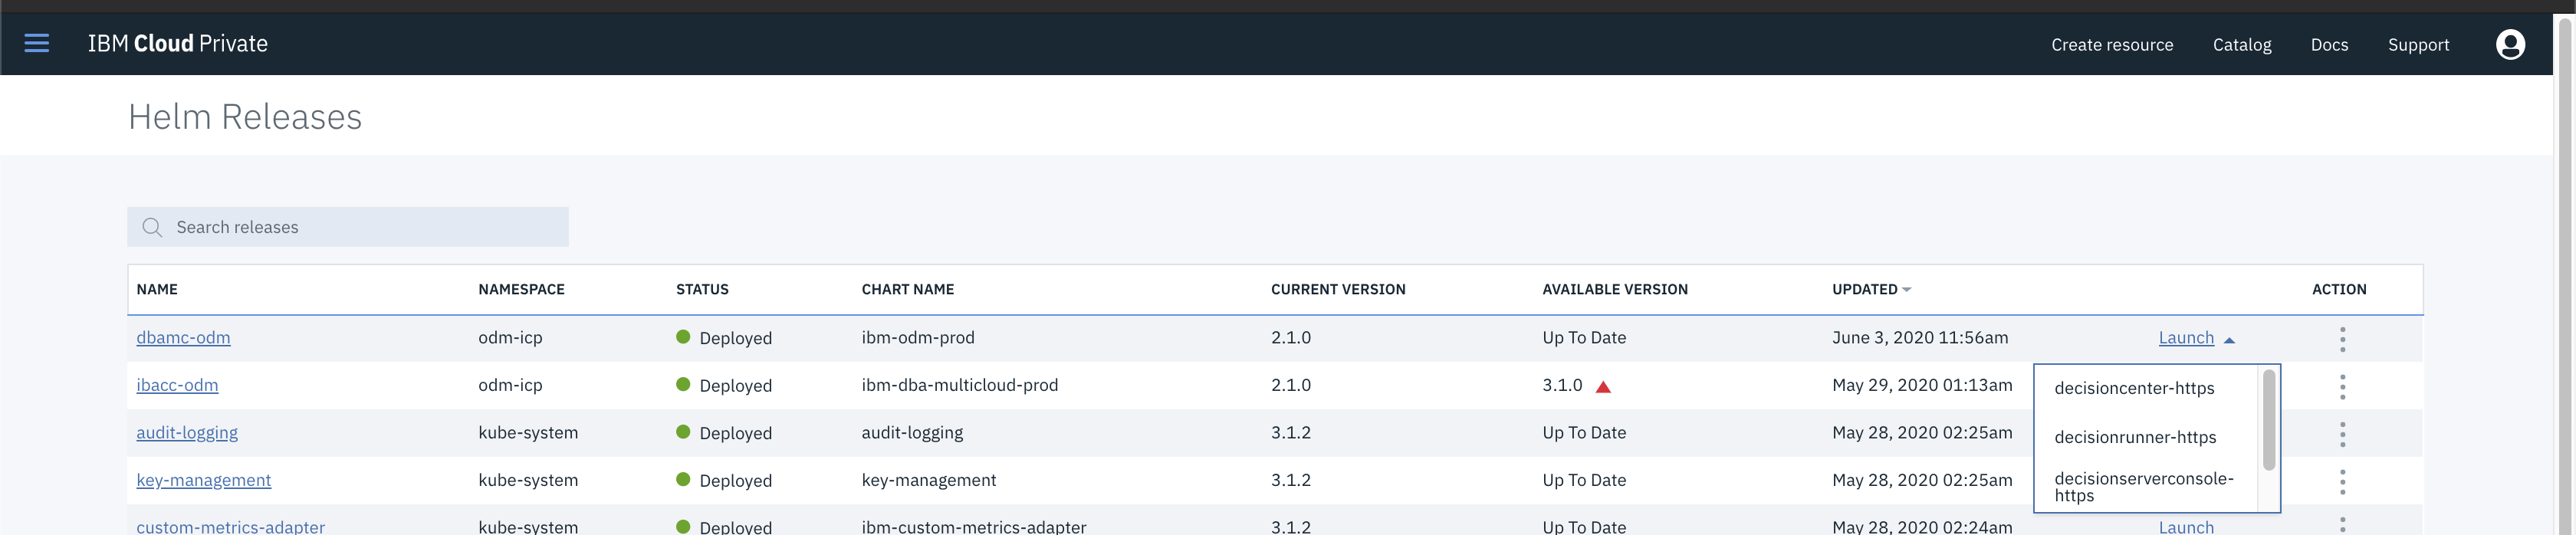 IBM Cloud Private Create resource Catalog Docs Support
Helm Releases
Search releases
NAME NAMESPACE STATUS CHART NAME CURRENT VERSION AVAILABLE VERSION UPDATED ACTION
dbamc-odm odm-icp Deployed ibm-odm-prod 2.1.0 Up To Date June 3, 2020 11:56am Launch
ibacc-odm odm-icp Deployed ibm-dba-multicloud-prod 2.1.0 3.1.0 May 29, 2020 01:13am
decisioncenter-https
audit-logging kube-system Deployed audit-logging 3.1.2 Up To Date May 28, 2020 02:25am
decisionrunner-https
key-management kube-system Deployed key-management 3.1.2 Up To Date May 28, 2020 02:25am
decisionserverconsole-
https
custom-metrics-adapter kube-system Deployed ibm-custom-metrics-adapter 3.1.2 Up To Date May 28, 2020 02:24am Launch